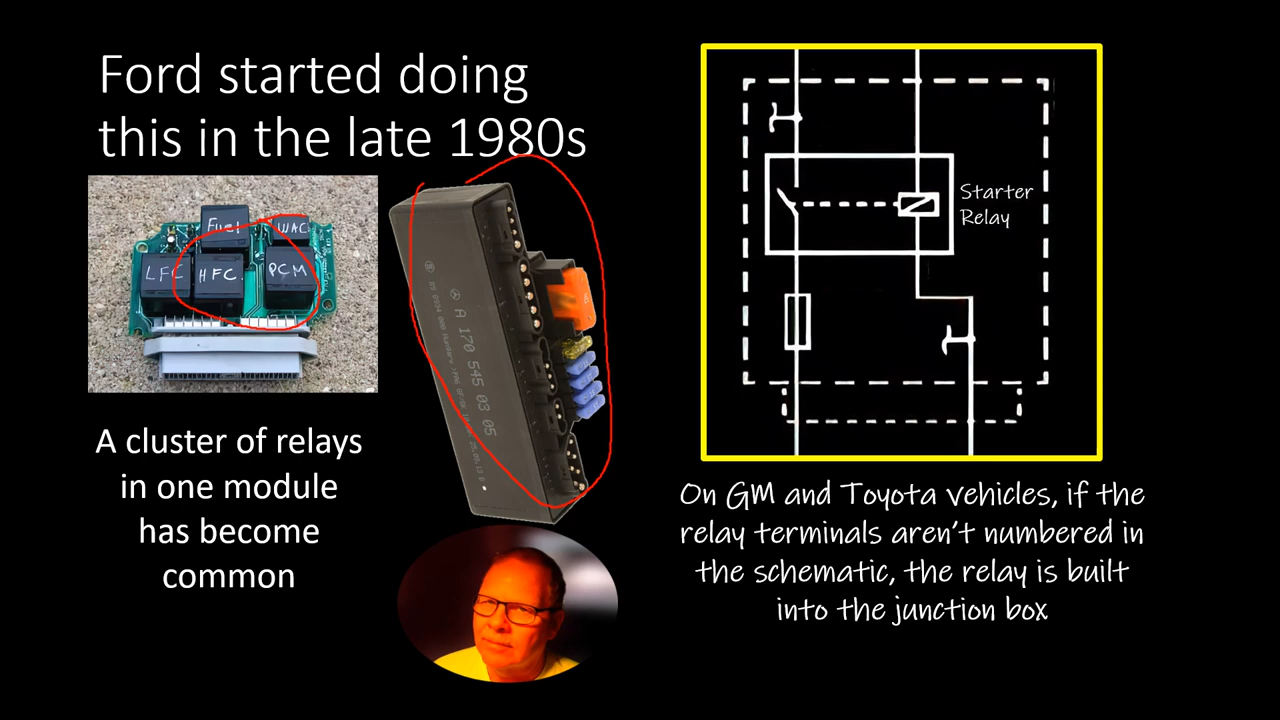 Ford started doing
this in the late 1980s
Fuel
WAC
LFC
HFC
PCM
A 170 545 03 05
A cluster of relays
in one module
has become
common
Starter
Relay
On GM and Toyota vehicles, if the
relay terminals aren't numbered in
the schematic, the relay is built
into the junction box